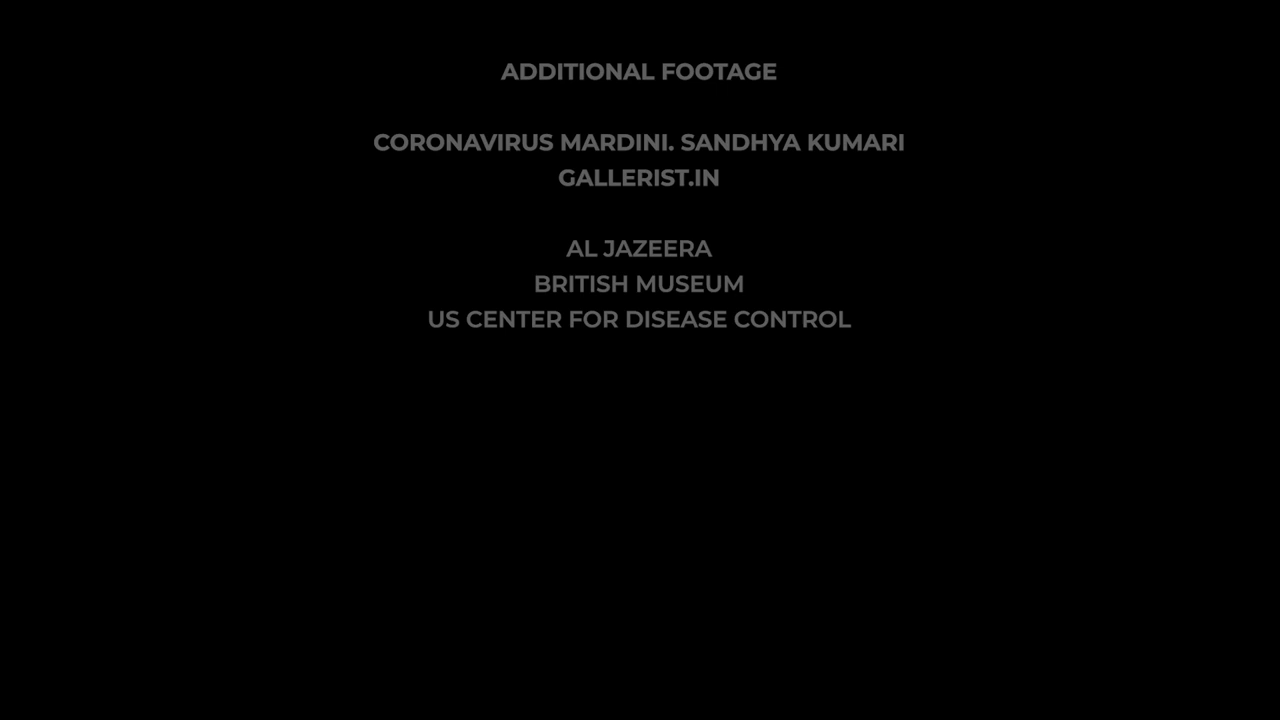 ADDITIONAL FOOTAGE
CORONAVIRUS MARDINI. SANDHYA KUMARI
GALLERIST.IN
AL JAZEERA
BRITISH MUSEUM
US CENTER FOR DISEASE CONTROL